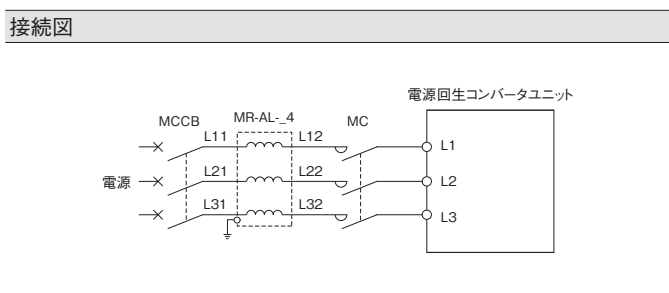 接続図
電源回生コンバータユニット
MCCB MR-AL-_4 MC
L11 L12 L1
電源 L21 L22 L2
L31 L32 L3